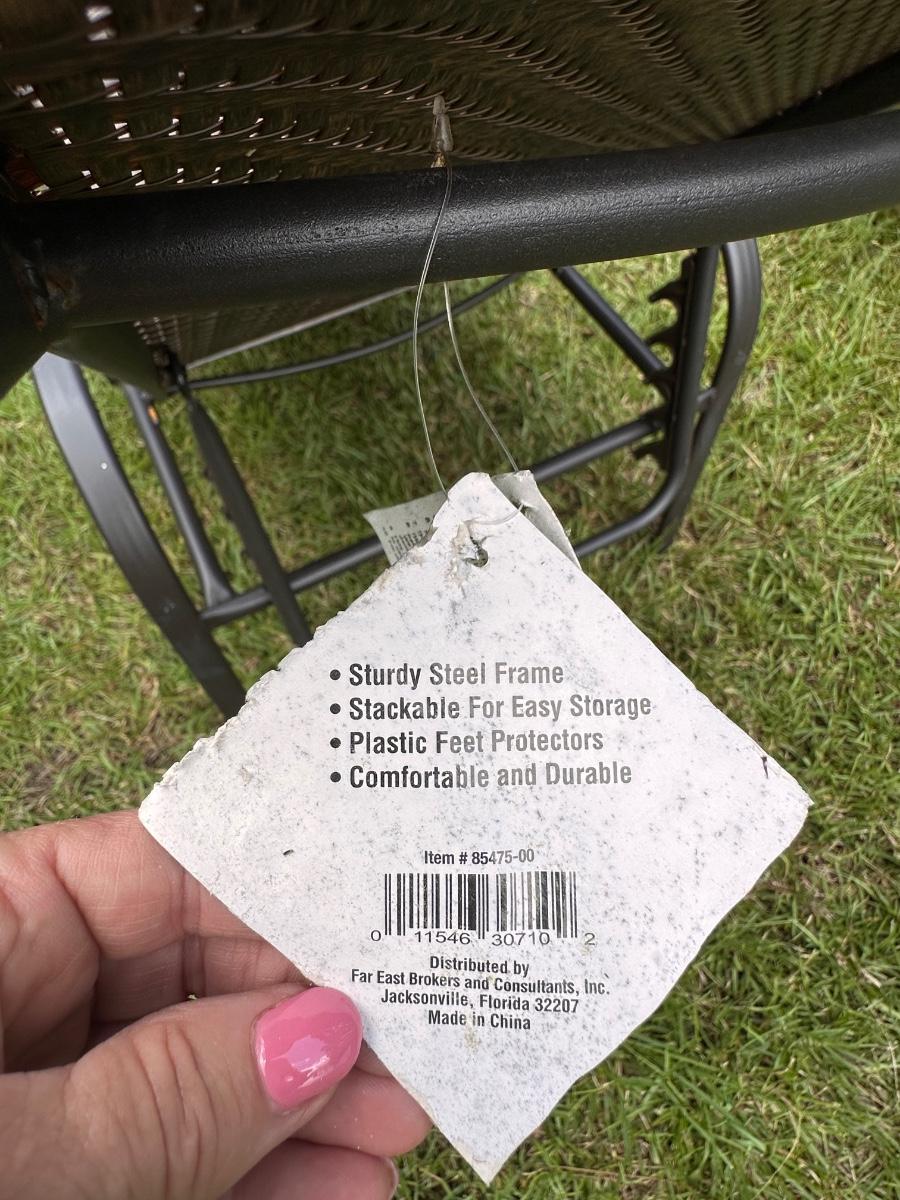 • Sturdy Steel Frame
• Stackable For Easy Storage
• Plastic Feet Protectors
• Comfortable and Durable
Item # 85475-00
0 11546 30710 2
Distributed by
Far East Brokers and Consultants, Inc.
Jacksonville, Florida 32207
Made in China